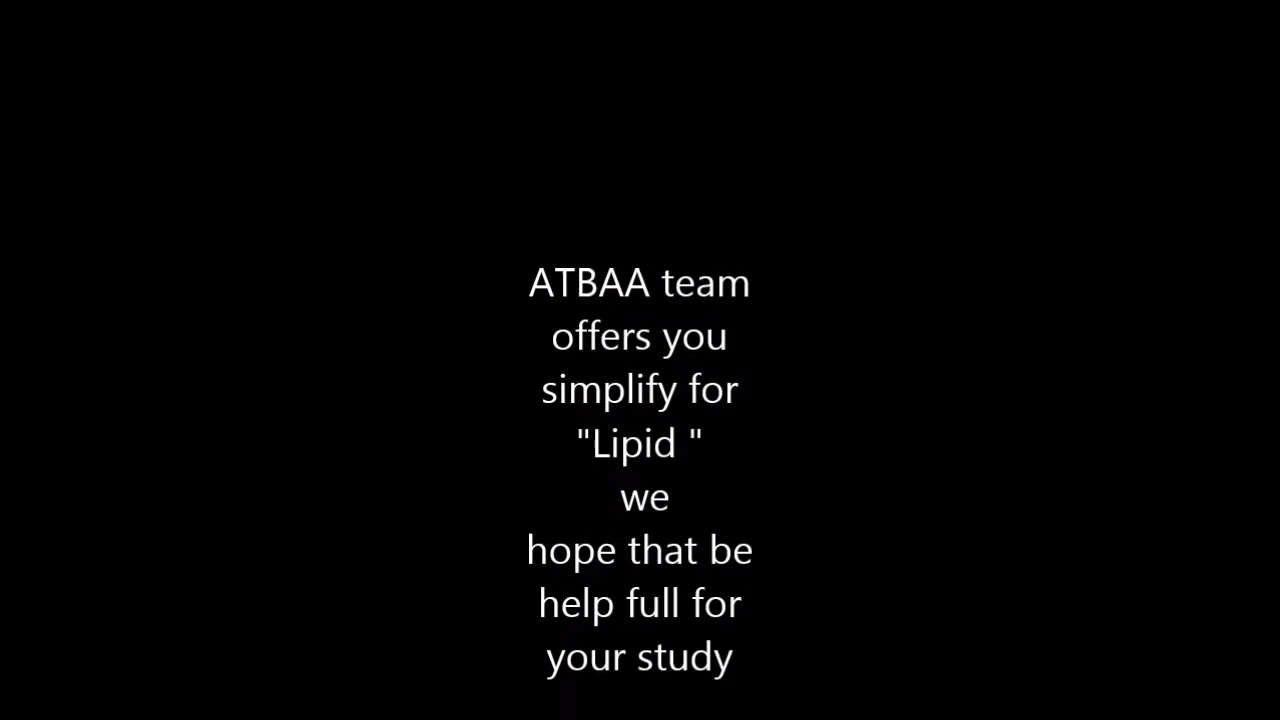 ATBAA team
offers you
simplify for
"Lipid "
we
hope that be
help full for
your study